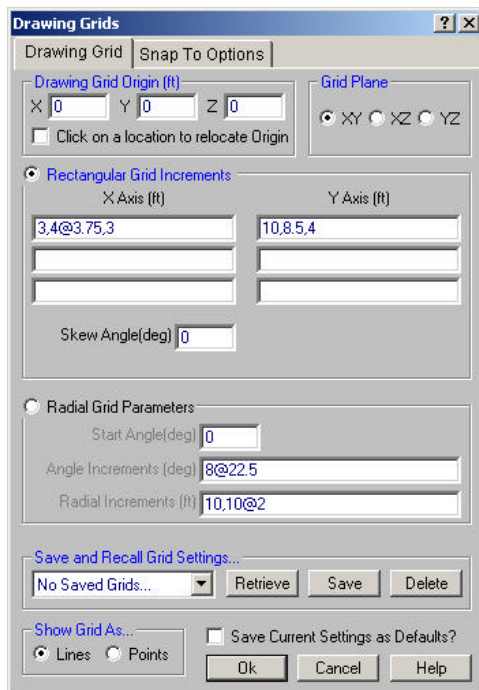 Drawing Grids
Drawing Grid Snap To Options
Drawing Grid Origin (ft)
X 0 Y 0 Z 0
Click on a location to relocate Origin
Grid Plane
XY XZ YZ
Rectangular Grid Increments
X Axis (ft) Y Axis (ft)
3,4@3.75,3 10,8.5,4
Skew Angle(deg) 0
Radial Grid Parameters
Start Angle(deg) 0
Angle Increments (deg) 8@22.5
Radial Increments (ft) 10,10@2
Save and Recall Grid Settings...
No Saved Grids... Retrieve Save Delete
Show Grid As...
Lines Points
Save Current Settings as Defaults?
Ok Cancel Help